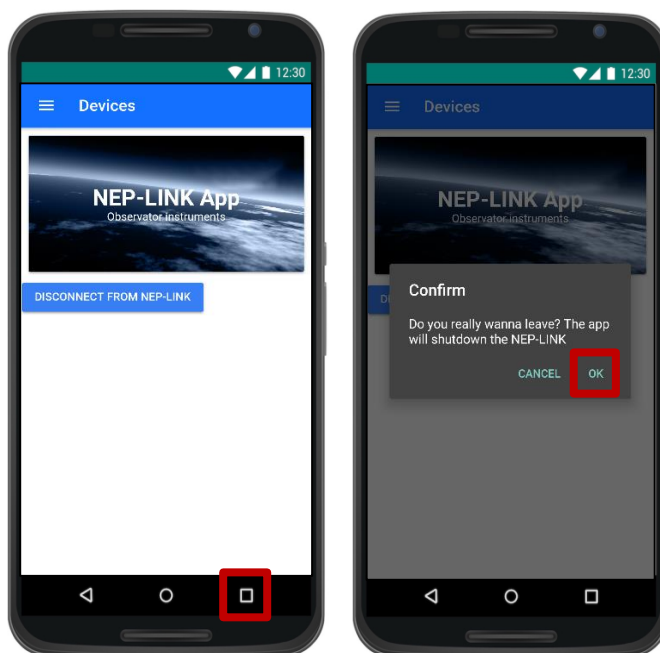 12:30
Devices
NEP-LINK App
Observator instruments
DISCONNECT FROM NEP-LINK
12:30
Devices
NEP-LINK App
Observator instruments
DI
Confirm
Do you really wanna leave? The app
will shutdown the NEP-LINK
CANCEL OK